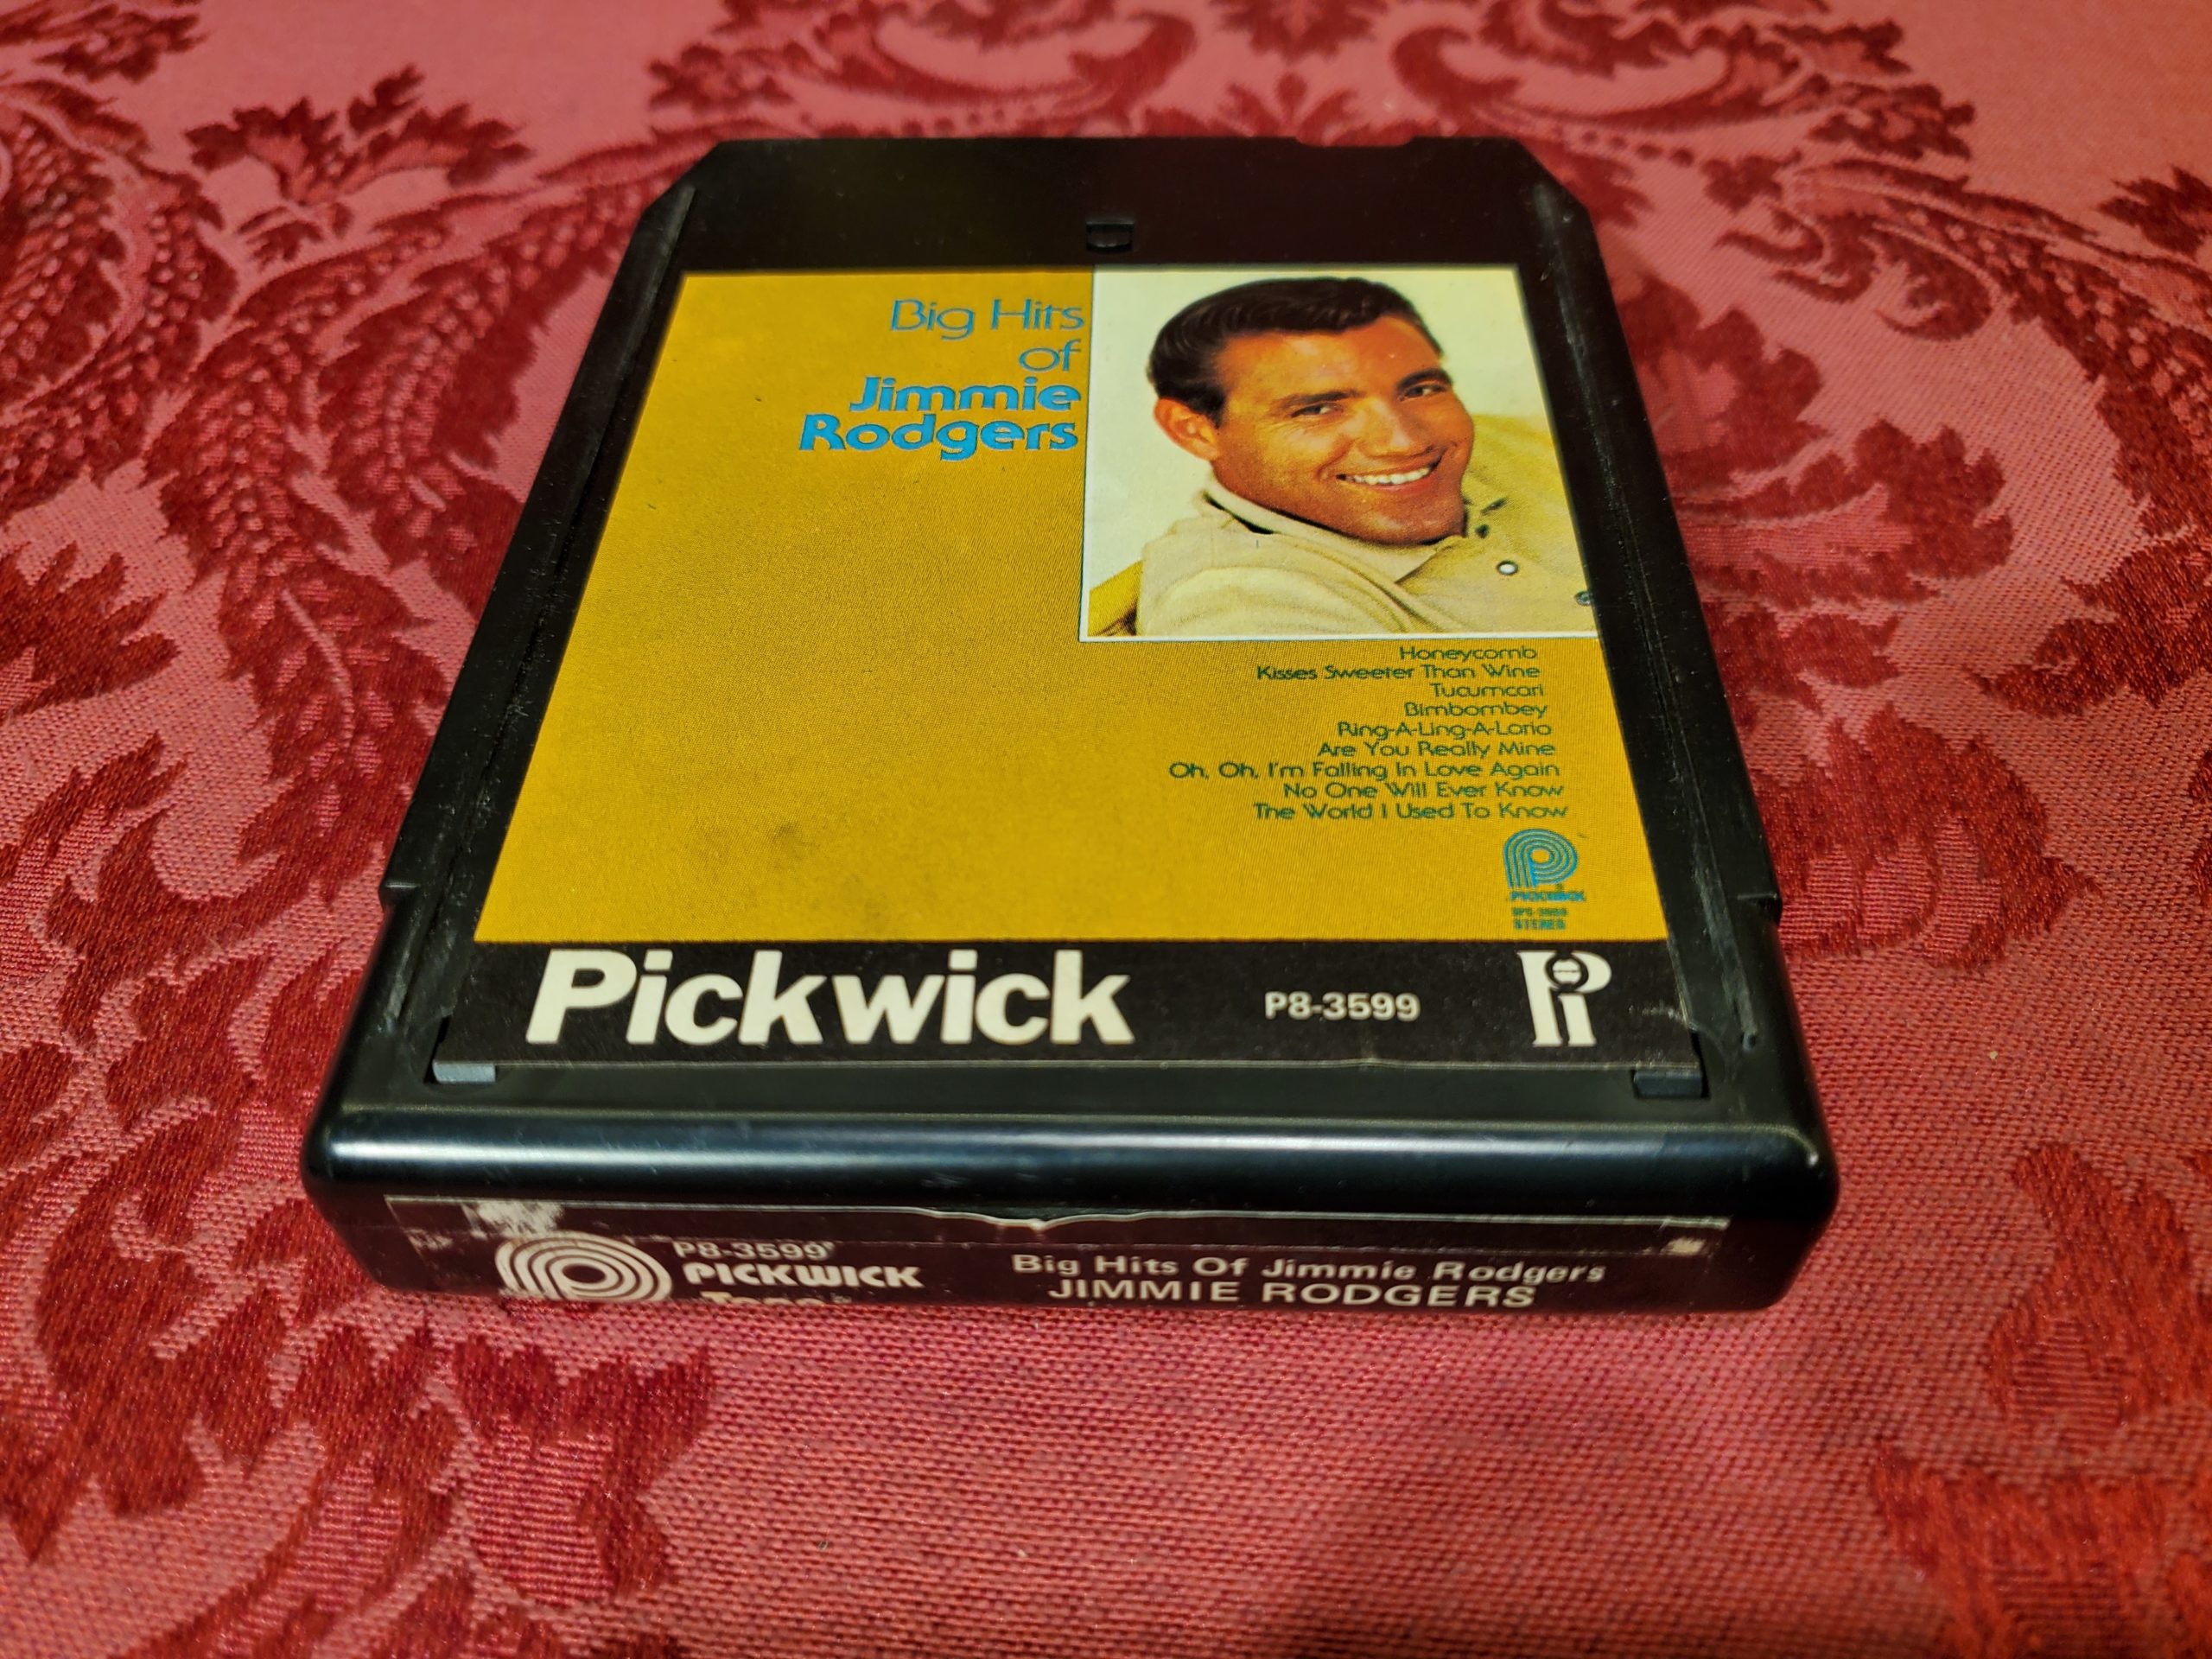 Big Hits
of
Jimmie
Rodgers
Honeycomb
Kisses Sweeter Than Wine
Tucumcari
Bimbombey
Ring-A-Ling-A-Lario
Are You Really Mine
Oh, Oh, I'm Falling In Love Again
No One Will Ever Know
The World I Used To Know
PICKWICK
STEREO
Pickwick P8-3599
P8-3599
PICKWICK
Big Hits Of Jimmie Rodgers
JIMMIE RODGERS